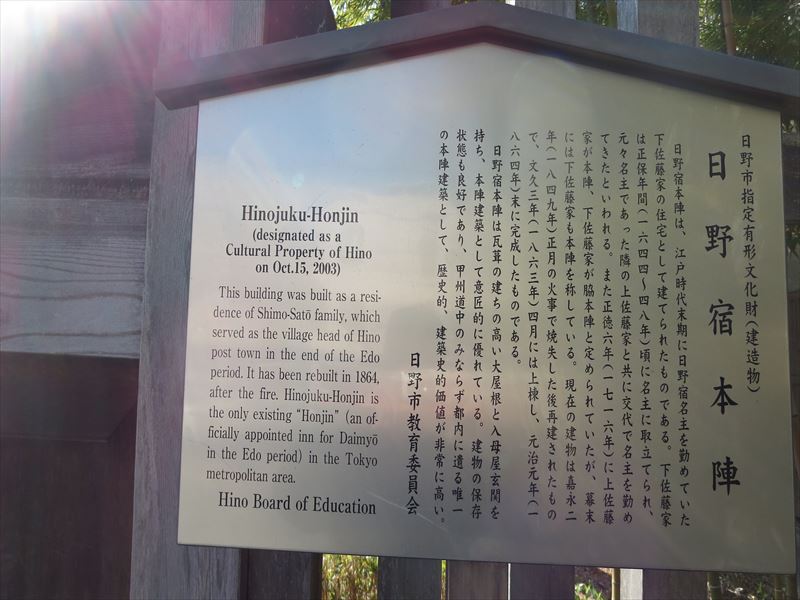 日野市指定有形文化財(建造物)
日野宿本陣
日野宿本陣は、江戸時代末期に日野宿名主を勤めていた
下佐藤家の住宅として建てられたものである。下佐藤家
は正保年間(一六四四〜四八年)頃に名主に取立てられ、
元々名主であった隣の上佐藤家と共に交代で名主を勤め
てきたといわれる。また正徳六年(一七一六年)に上佐藤
家が本陣、下佐藤家が脇本陣と定められていたが、幕末
には下佐藤家も本陣を称している。現在の建物は嘉永二
年(一八四九年)正月の火事で焼失した後再建されたもの
で、文久三年(一八六三年)四月には上棟し、元治元年(一
八六四年)末に完成したものである。
日野宿本陣は瓦葺の建ちの高い大屋根と入母屋玄関を
持ち、本陣建築として意匠的に優れている。建物の保存
状態も良好であり、甲州道中のみならず都内に遺る唯一
の本陣建築として、歴史的、建築史的価値が非常に高い。
日野市教育委員会
Hinojuku-Honjin
(designated as a
Cultural Property of Hino
on Oct.15, 2003)
This building was built as a resi-
dence of Shimo-Satō family, which
served as the village head of Hino
post town in the end of the Edo
period. It has been rebuilt in 1864,
after the fire. Hinojuku-Honjin is
the only existing "Honjin" (an of-
ficially appointed inn for Daimyō
in the Edo period) in the Tokyo
metropolitan area.
Hino Board of Education